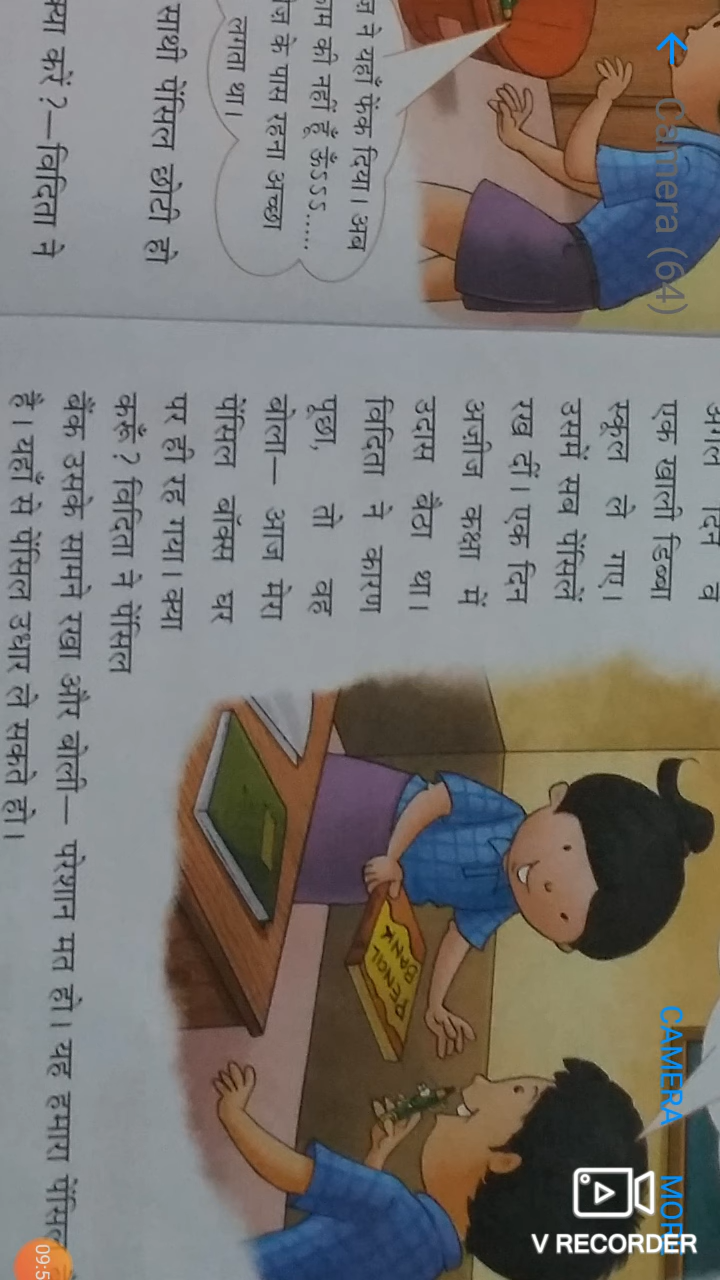 ने यहाँ फेंक दिया। अब
की नहीं हूँ ऊँऽऽऽ.....
के पास रहना अच्छा
लगता था।
साथी पेंसिल छोटी हो
क्या करें?—विदिता ने
दिन व
एक खाली डिब्बा
स्कूल ले गए।
उसमें सब पेंसिलें
रख दीं। एक दिन
अज़ीज कक्षा में
उदास बैठा था।
विदिता ने कारण
पूछा, तो वह
बोला— आज मेरा
पेंसिल बॉक्स घर
पर ही रह गया। क्या
करूँ? विदिता ने पेंसिल
बैंक उसके सामने रखा और बोली— परेशान मत हो। यह हमारा पेंसिल
है। यहाँ से पेंसिल उधार ले सकते हो।
PENCIL
BANK
← Camera (64)
CAMERA
V RECORDER